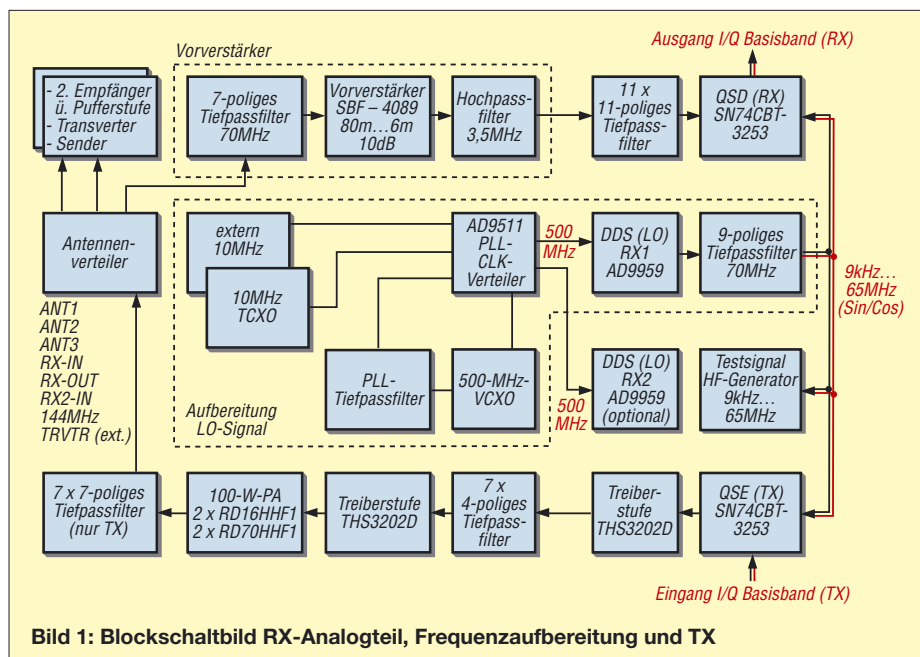 Ausgang I/Q Basisband (RX)
Vorverstärker
- 2. Empfänger
ü. Pufferstufe
- Transverter
- Sender
7-poliges
Tiefpassfilter
70MHz
Vorverstärker
SBF – 4089
80m…6m
10dB
Hochpass-
filter
3,5MHz
11 x
11-poliges
Tiefpass-
filter
QSD (RX)
SN74CBT-
3253
Antennen-
verteiler
extern
10MHz
10MHz
TCXO
AD9511
PLL-
CLK-
Verteiler
500
MHz
DDS (LO)
RX1
AD9959
9-poliges
Tiefpassfilter
70MHz
9kHz…
65MHz
(Sin/Cos)
ANT1
ANT2
ANT3
RX-IN
RX-OUT
RX2-IN
144MHz
TRVTR (ext.)
PLL-
Tiefpassfilter
500-MHz-
VCXO
Aufbereitung
LO-Signal
500
MHz
DDS (LO)
RX2
AD9959
(optional)
Testsignal
HF-Generator
9kHz…
65MHz
7 x 7-poliges
Tiefpassfilter
(nur TX)
100-W-PA
2 x RD16HHF1
2 x RD70HHF1
Treiberstufe
THS3202D
7 x
4-poliges
Tiefpass-
filter
Treiber-
stufe
THS3202D
QSE (TX)
SN74CBT-
3253
Eingang I/Q Basisband (TX)
Bild 1: Blockschaltbild RX-Analogteil, Frequenzaufbereitung und TX